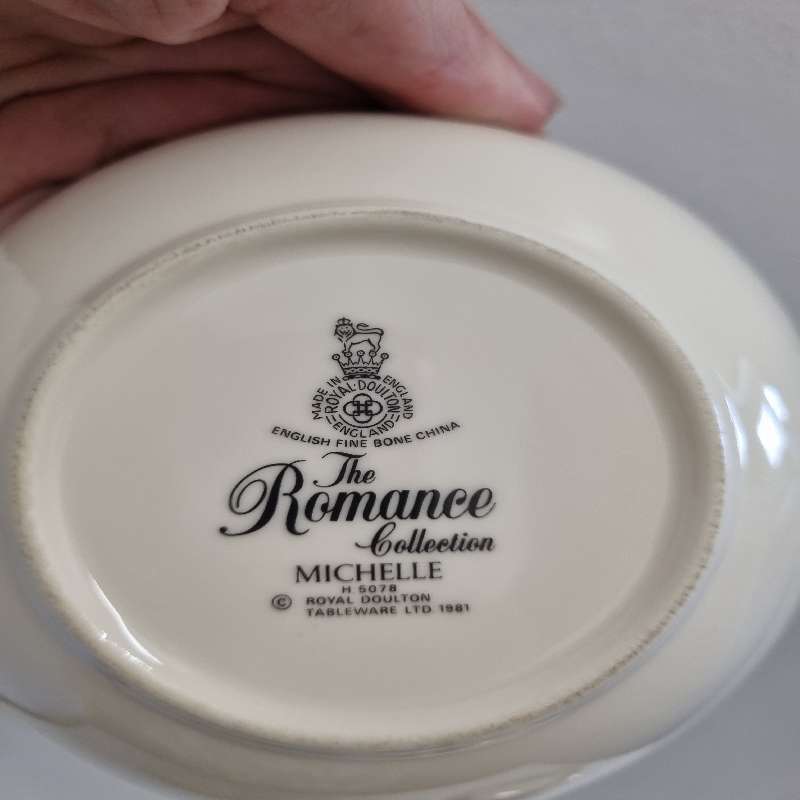 MADE IN ENGLAND
ROYAL·DOULTON
ENGLAND
ENGLISH FINE BONE CHINA
The
Romance
Collection
MICHELLE
H 5078
© ROYAL DOULTON
TABLEWARE LTD 1981